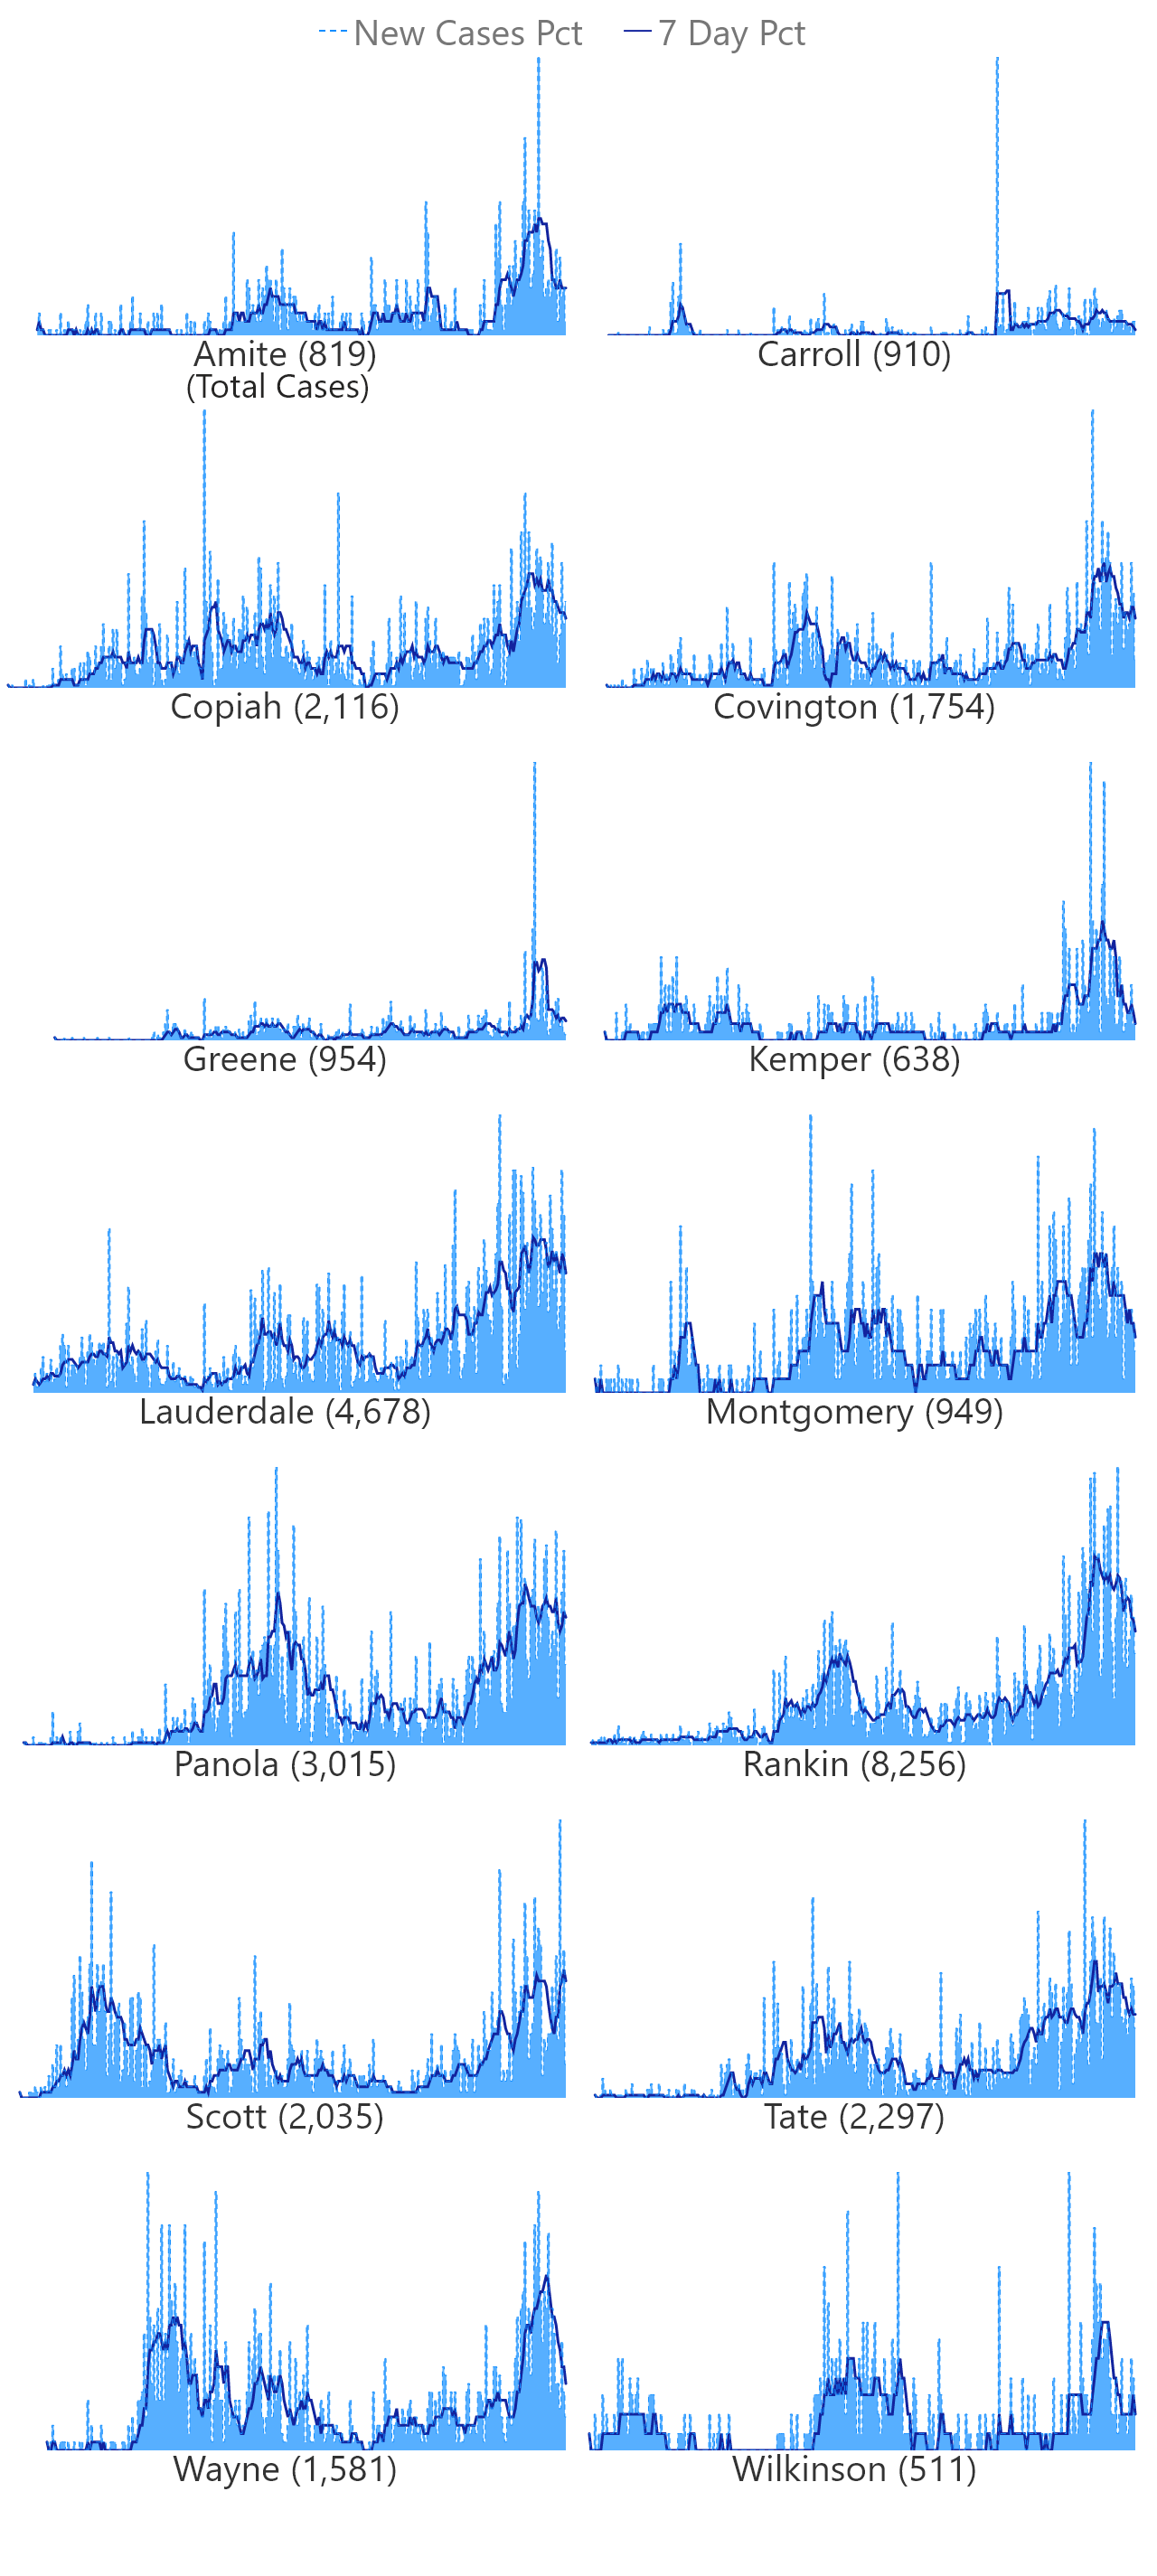 New Cases Pct 7 Day Pct
Amite (819) Carroll (910)
(Total Cases)
Copiah (2,116) Covington (1,754)
Greene (954) Kemper (638)
Lauderdale (4,678) Montgomery (949)
Panola (3,015) Rankin (8,256)
Scott (2,035) Tate (2,297)
Wayne (1,581) Wilkinson (511)